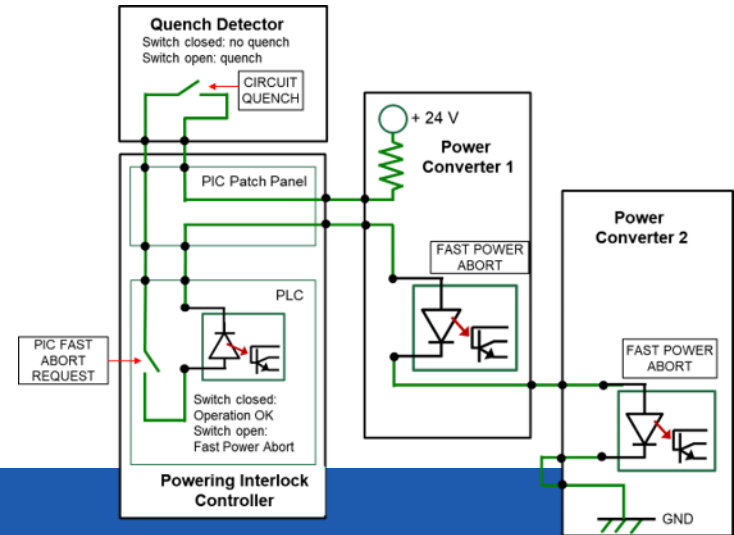 Quench Detector
Switch closed: no quench
Switch open: quench
CIRCUIT
QUENCH
+ 24 V
Power
Converter 1
PIC Patch Panel
Power
Converter 2
FAST POWER
ABORT
PLC
PIC FAST
ABORT
REQUEST
FAST POWER
ABORT
Switch closed:
Operation OK
Switch open:
Fast Power Abort
Powering Interlock
Controller
GND